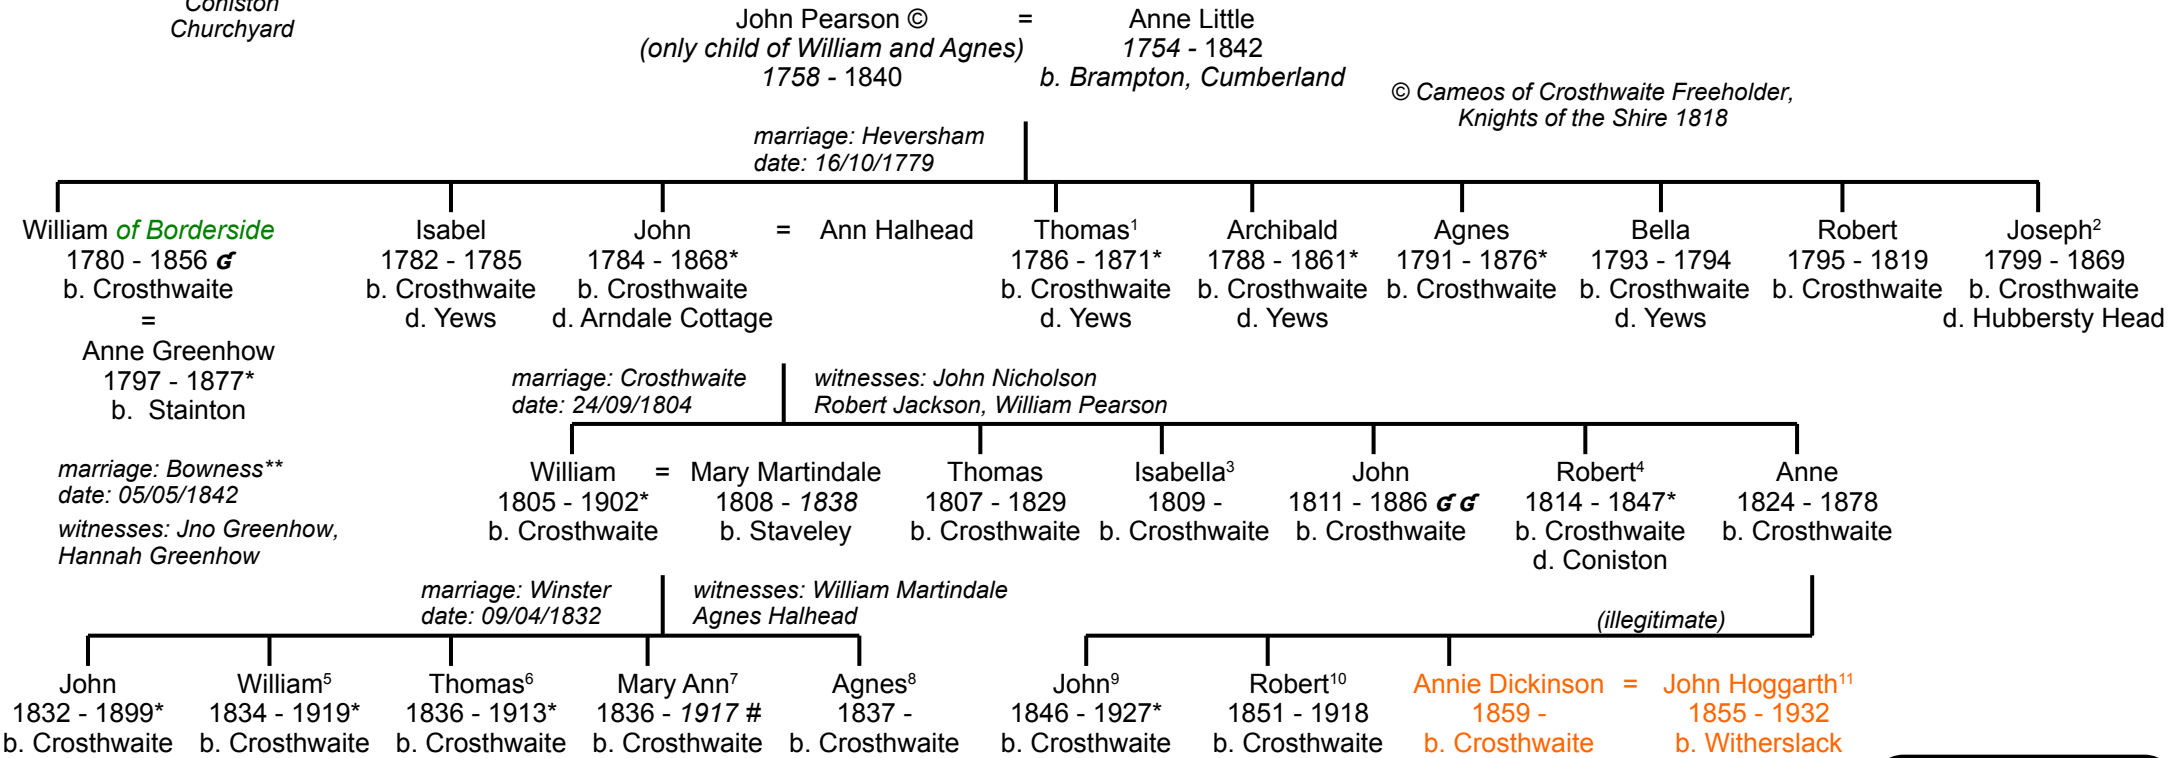 Coniston
Churchyard
John Pearson © = Anne Little
(only child of William and Agnes) 1754 - 1842
1758 - 1840 b. Brampton, Cumberland
© Cameos of Crosthwaite Freeholder,
Knights of the Shire 1818
marriage: Heversham
date: 16/10/1779
William of Borderside
1780 - 1856
b. Crosthwaite
=
Anne Greenhow
1797 - 1877*
b. Stainton
marriage: Bowness**
date: 05/05/1842
witnesses: Jno Greenhow,
Hannah Greenhow
Isabel
1782 - 1785
b. Crosthwaite
d. Yews
John = Ann Halhead
1784 - 1868*
b. Crosthwaite
d. Arndale Cottage
Thomas¹
1786 - 1871*
b. Crosthwaite
d. Yews
Archibald
1788 - 1861*
b. Crosthwaite
d. Yews
Agnes
1791 - 1876*
b. Crosthwaite
Bella
1793 - 1794
b. Crosthwaite
d. Yews
Robert
1795 - 1819
b. Crosthwaite
Joseph²
1799 - 1869
b. Crosthwaite
d. Hubbersty Head
marriage: Crosthwaite
date: 24/09/1804
witnesses: John Nicholson
Robert Jackson, William Pearson
William = Mary Martindale
1805 - 1902* 1808 - 1838
b. Crosthwaite b. Staveley
Thomas
1807 - 1829
b. Crosthwaite
Isabella³
1809 -
b. Crosthwaite
John
1811 - 1886
b. Crosthwaite
Robert⁴
1814 - 1847*
b. Crosthwaite
d. Coniston
Anne
1824 - 1878
b. Crosthwaite
marriage: Winster
date: 09/04/1832
witnesses: William Martindale
Agnes Halhead
(illegitimate)
John
1832 - 1899*
b. Crosthwaite
William⁵
1834 - 1919*
b. Crosthwaite
Thomas⁶
1836 - 1913*
b. Crosthwaite
Mary Ann⁷
1836 - 1917 #
b. Crosthwaite
Agnes⁸
1837 -
b. Crosthwaite
John⁹
1846 - 1927*
b. Crosthwaite
Robert¹⁰
1851 - 1918
b. Crosthwaite
Annie Dickinson = John Hoggarth¹¹
1859 - 1855 - 1932
b. Crosthwaite b. Witherslack